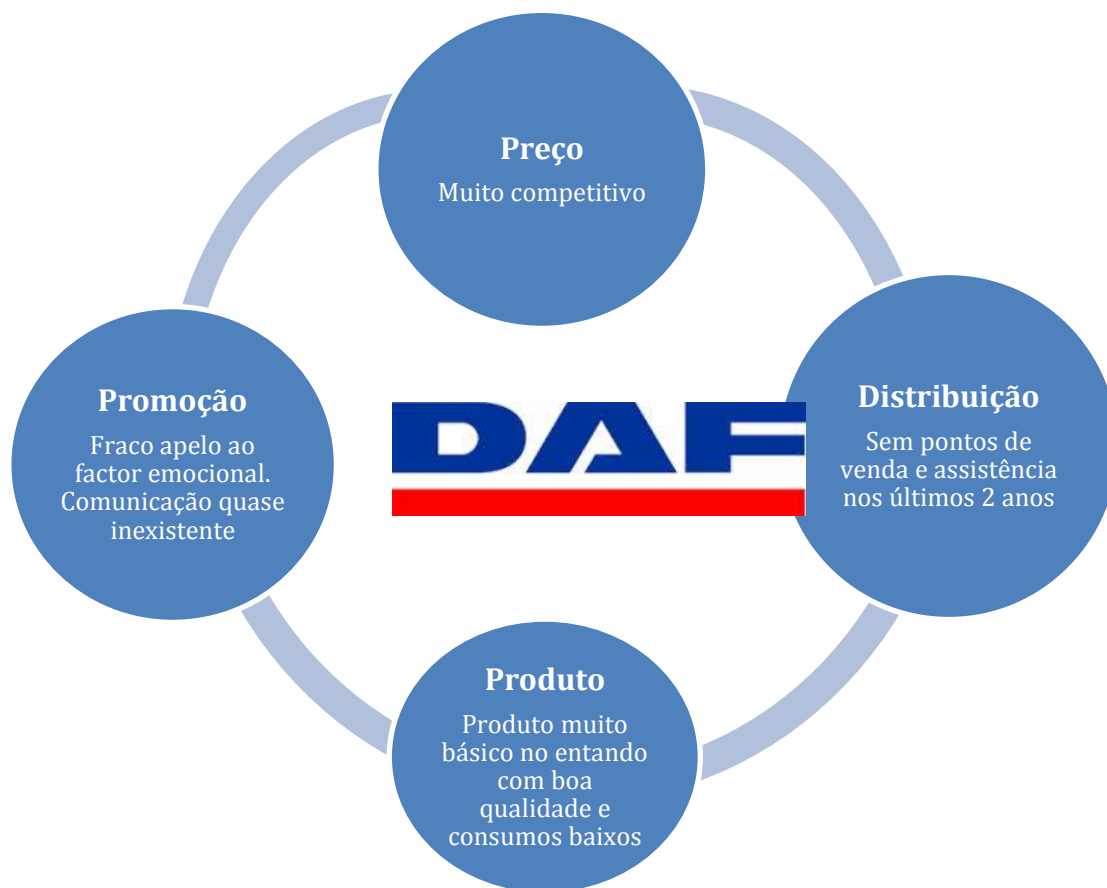 Preço
Muito competitivo
Promoção
Fraco apelo ao
factor emocional.
Comunicação quase
inexistente
DAF
Distribuição
Sem pontos de
venda e assistência
nos últimos 2 anos
Produto
Produto muito
básico no entando
com boa
qualidade e
consumos baixos